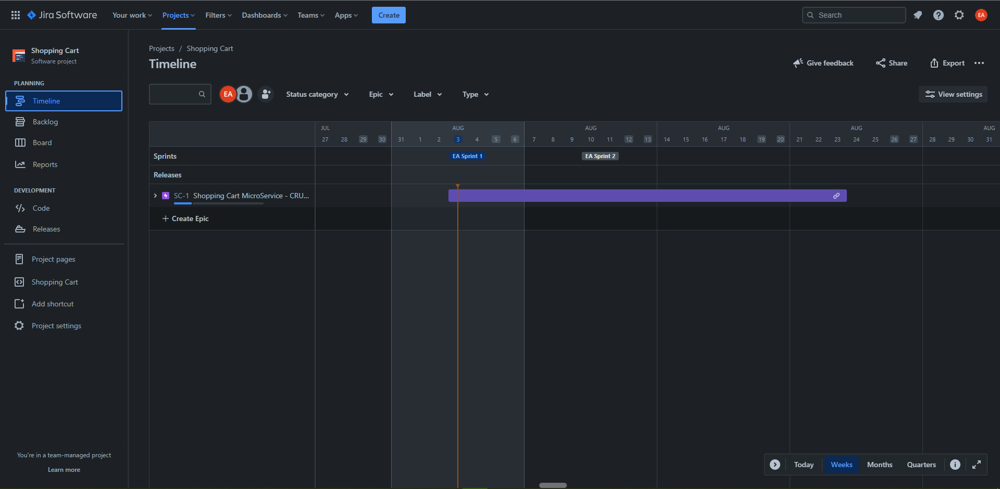 Jira Software Your work Projects Filters Dashboards Teams Apps Create Search EA
Shopping Cart
Software project
PLANNING
Timeline
Backlog
Board
Reports
DEVELOPMENT
Code
Releases
Project pages
Shopping Cart
Add shortcut
Project settings
You're in a team-managed project
Learn more
Projects / Shopping Cart
Timeline
Give feedback Share Export
EA Status category Epic Label Type View settings
JUL AUG AUG AUG AUG AUG
27 28 29 30 31 1 2 3 4 5 6 7 8 9 10 11 12 13 14 15 16 17 18 19 20 21 22 23 24 25 26 27 28 29 30 31
Sprints EA Sprint 1 EA Sprint 2
Releases
SC-1 Shopping Cart MicroService - CRU...
+ Create Epic
Today Weeks Months Quarters